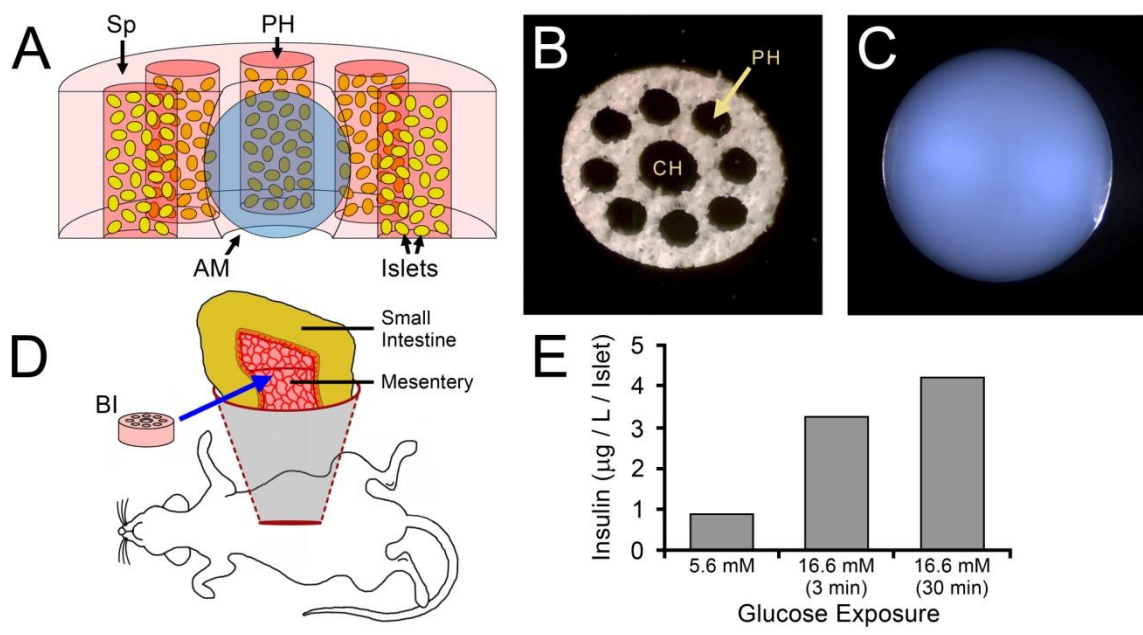 A
Sp
PH
AM
Islets
B
PH
CH
C
D
Small
Intestine
Mesentery
BI
E
Insulin (µg / L / Islet)
5
4
3
2
1
0
5.6 mM
16.6 mM
(3 min)
16.6 mM
(30 min)
Glucose Exposure